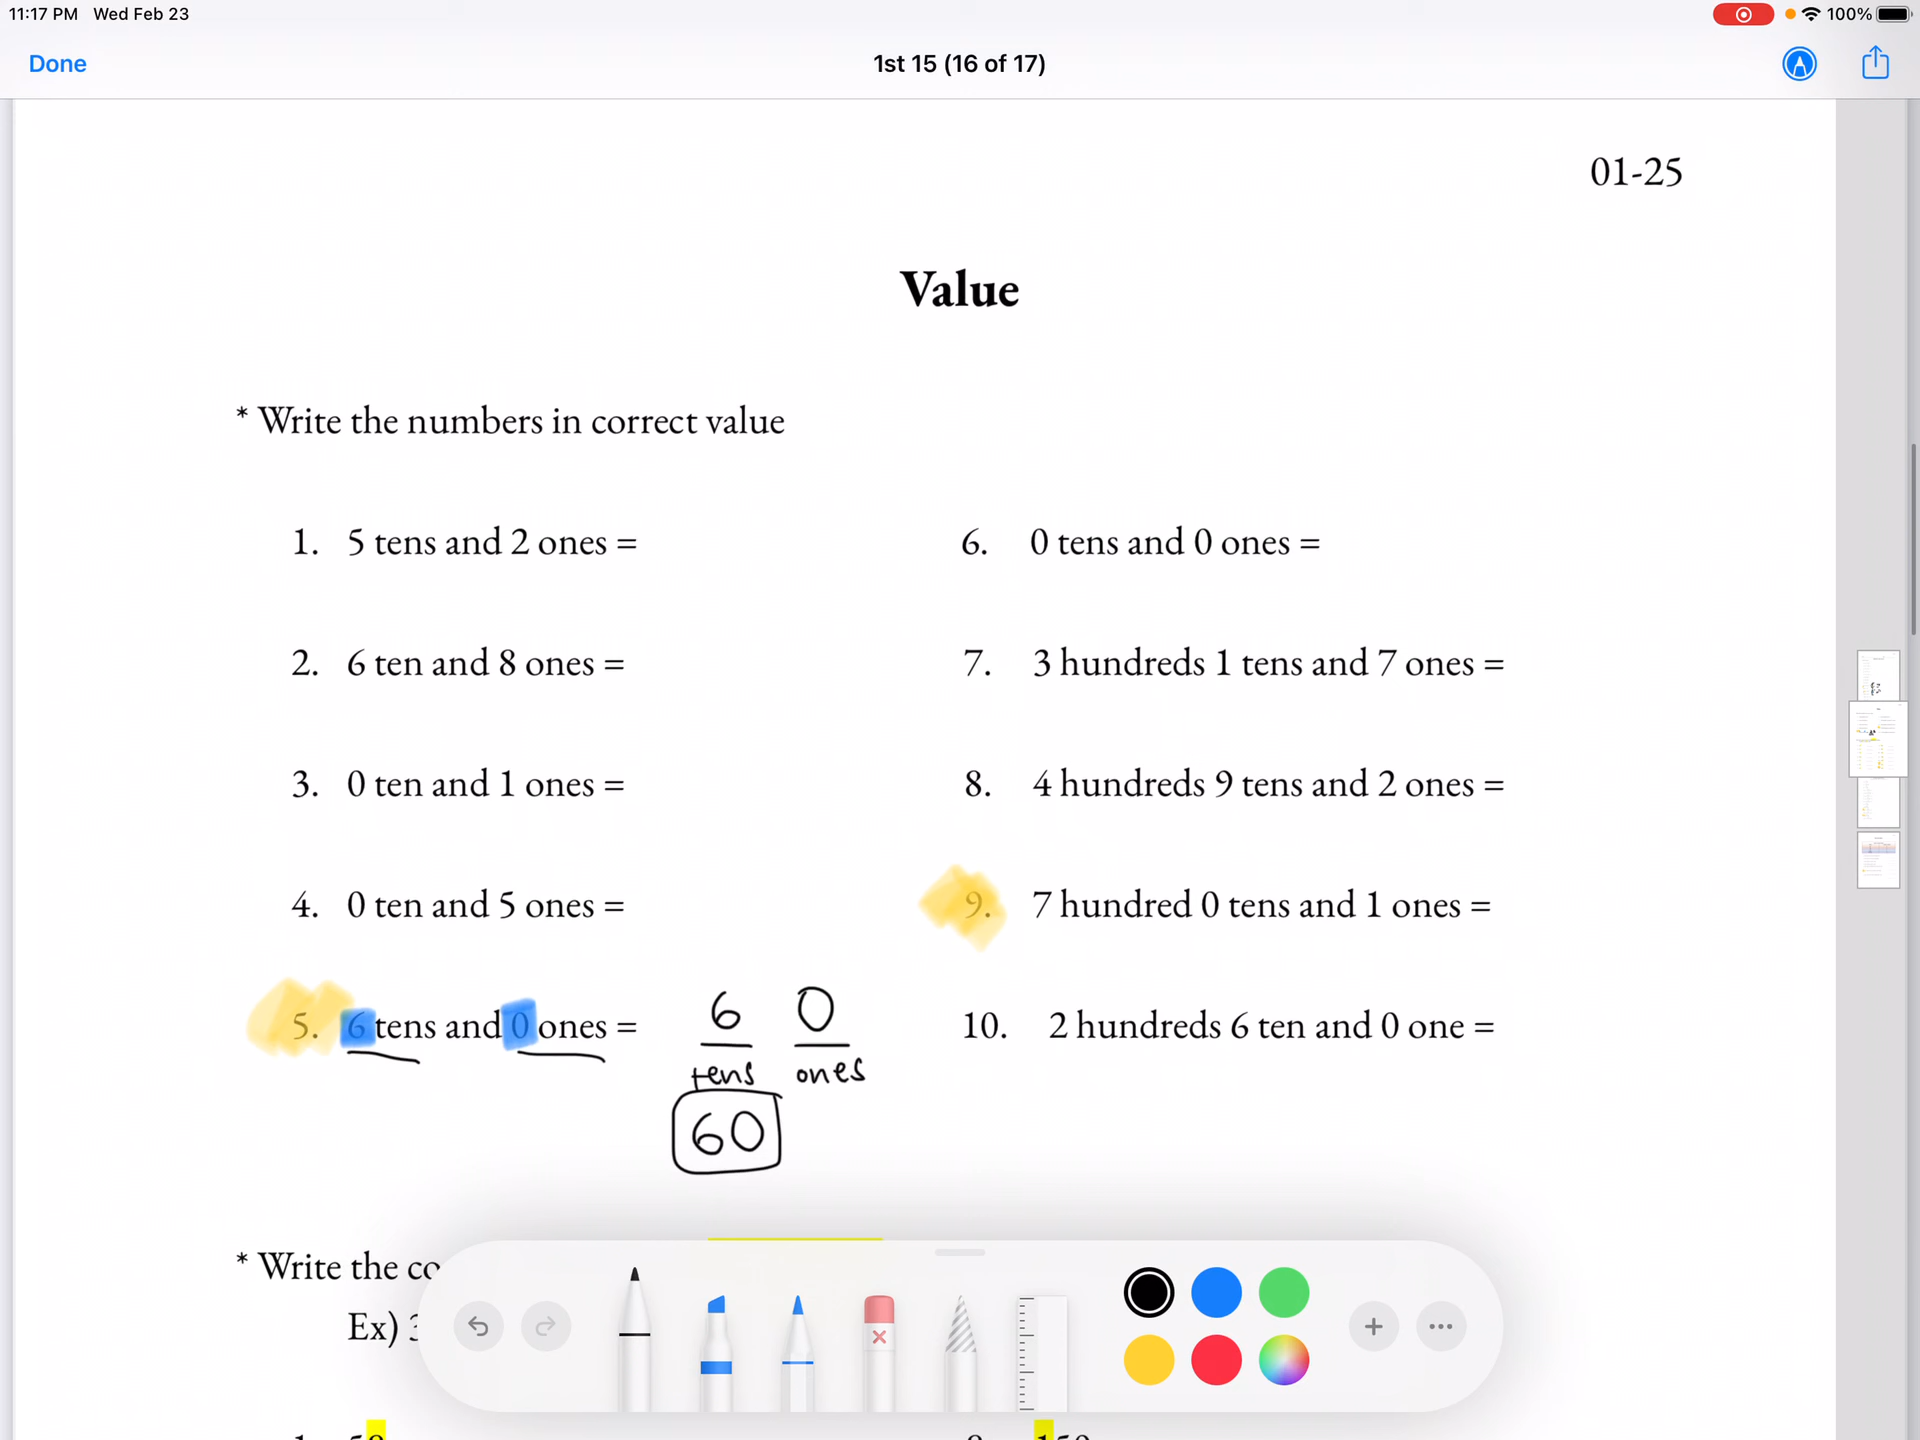 11:17 PM Wed Feb 23
100%
Done
1st 15 (16 of 17)
01-25
Value
* Write the numbers in correct value
1. 5 tens and 2 ones =
2. 6 ten and 8 ones =
3. 0 ten and 1 ones =
4. 0 ten and 5 ones =
5. 6 tens and 0 ones =
6 0
tens ones
60
6. 0 tens and 0 ones =
7. 3 hundreds 1 tens and 7 ones =
8. 4 hundreds 9 tens and 2 ones =
9. 7 hundred 0 tens and 1 ones =
10. 2 hundreds 6 ten and 0 one =
* Write the co
Ex)